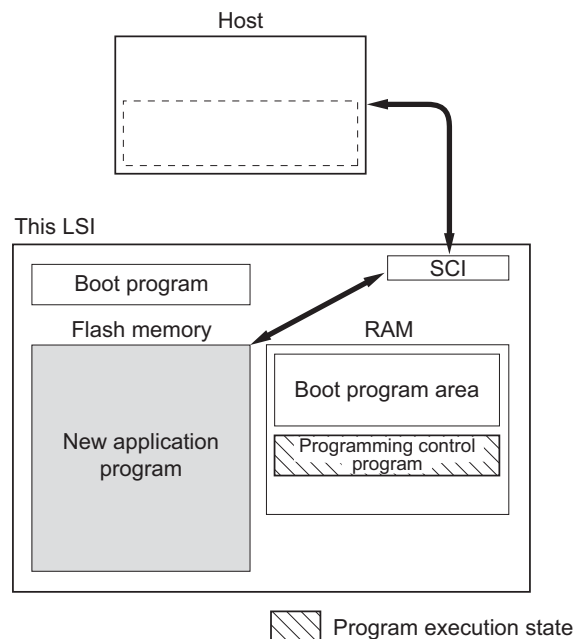 Host
This LSI
SCI
Boot program
Flash memory
RAM
Boot program area
New application
program
Programming control
program
Program execution state